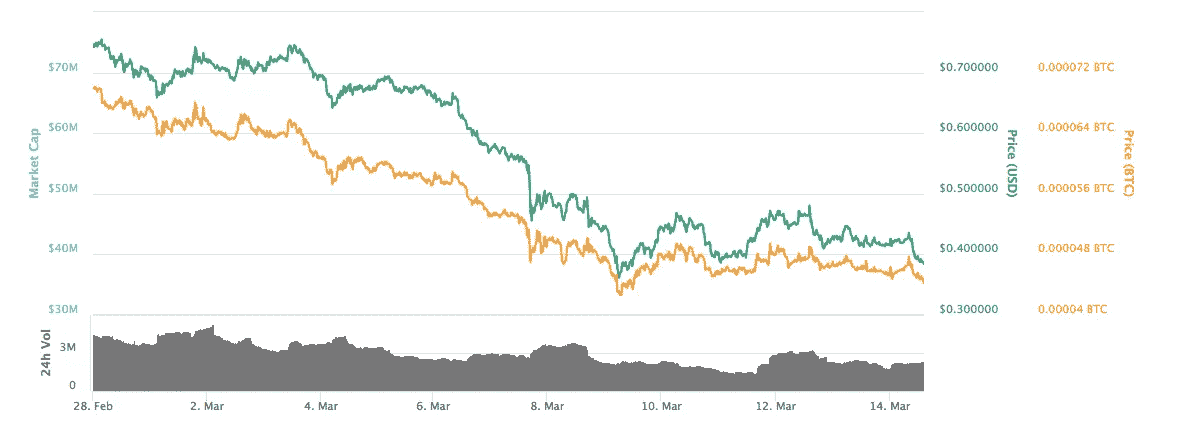 $70M
$60M
$50M
$40M
$30M
Market Cap
$0.700000
$0.600000
$0.500000
$0.400000
$0.300000
Price (USD)
0.000072 BTC
0.000064 BTC
0.000056 BTC
0.000048 BTC
0.00004 BTC
Price (BTC)
24h Vol
3M
0
28. Feb
2. Mar
4. Mar
6. Mar
8. Mar
10. Mar
12. Mar
14. Mar